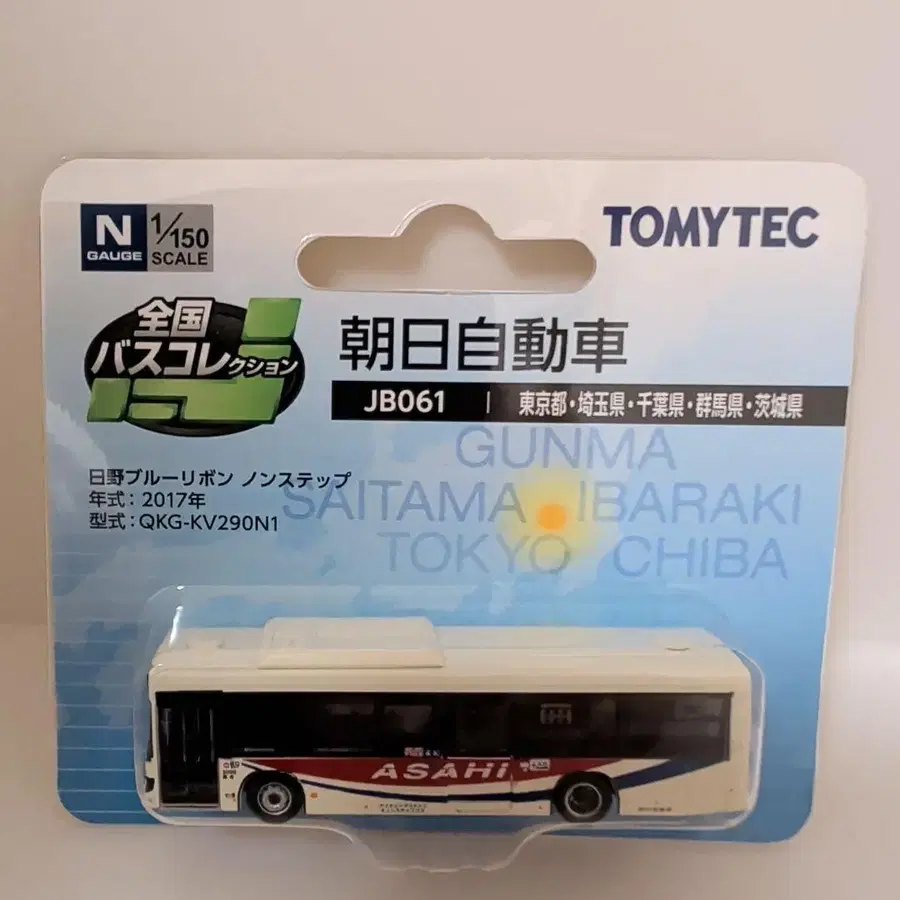 N 1/150
GAUGE SCALE
TOMYTEC
全国
バスコレクション
朝日自動車
JB061 | 東京都・埼玉県・千葉県・群馬県・茨城県
GUNMA
日野ブルーリボン ノンステップ
SAITAMA IBARAKI
年式：2017年
型式：QKG-KV290N1
TOKYO CHIBA
ASAHI